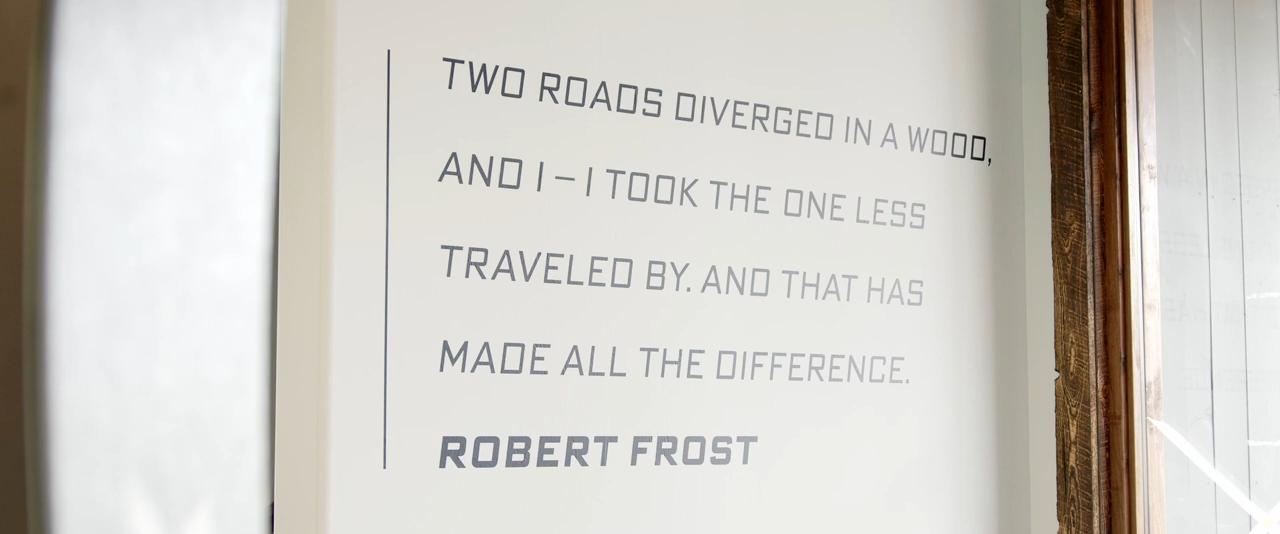 TWO ROADS DIVERGED IN A WOOD,
AND I – I TOOK THE ONE LESS
TRAVELED BY. AND THAT HAS
MADE ALL THE DIFFERENCE.
ROBERT FROST